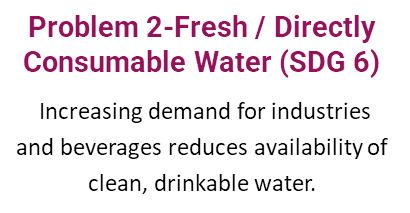 Problem 2-Fresh / Directly
Consumable Water (SDG 6)
Increasing demand for industries
and beverages reduces availability of
clean, drinkable water.